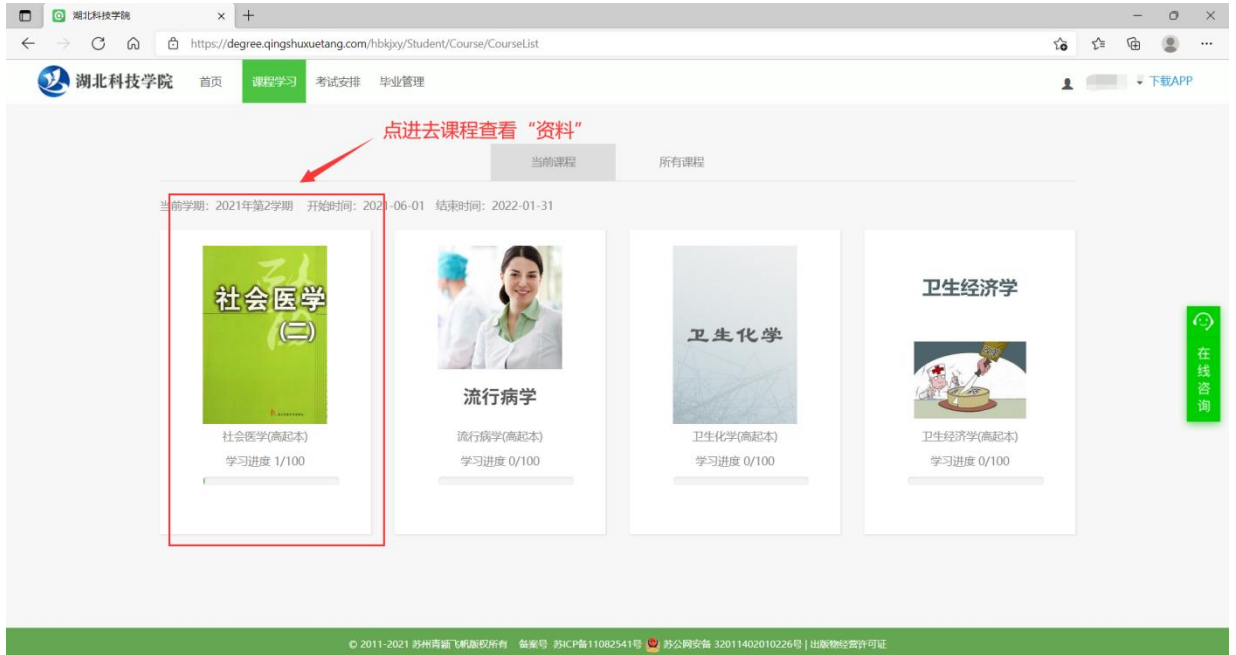 湖北科技学院
https://degree.qingshuxuetang.com/hbkjxy/Student/Course/CourseList
湖北科技学院 首页 课程学习 考试安排 毕业管理 下载APP
点进去课程查看“资料”
当前课程 所有课程
当前学期: 2021年第2学期 开始时间: 2021-06-01 结束时间: 2022-01-31
社会医学
(二)
流行病学
卫生化学
卫生经济学
社会医学(高起本) 流行病学(高起本) 卫生化学(高起本) 卫生经济学(高起本)
学习进度 1/100 学习进度 0/100 学习进度 0/100 学习进度 0/100
在线咨询
© 2011-2021 苏州青颖飞帆版权所有 备案号 苏ICP备11082541号 苏公网安备 32011402010226号 | 出版物经营许可证